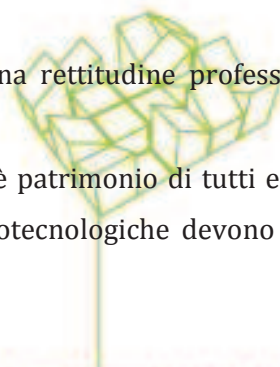 na rettitudine profess
è patrimonio di tutti e
otecnologiche devono